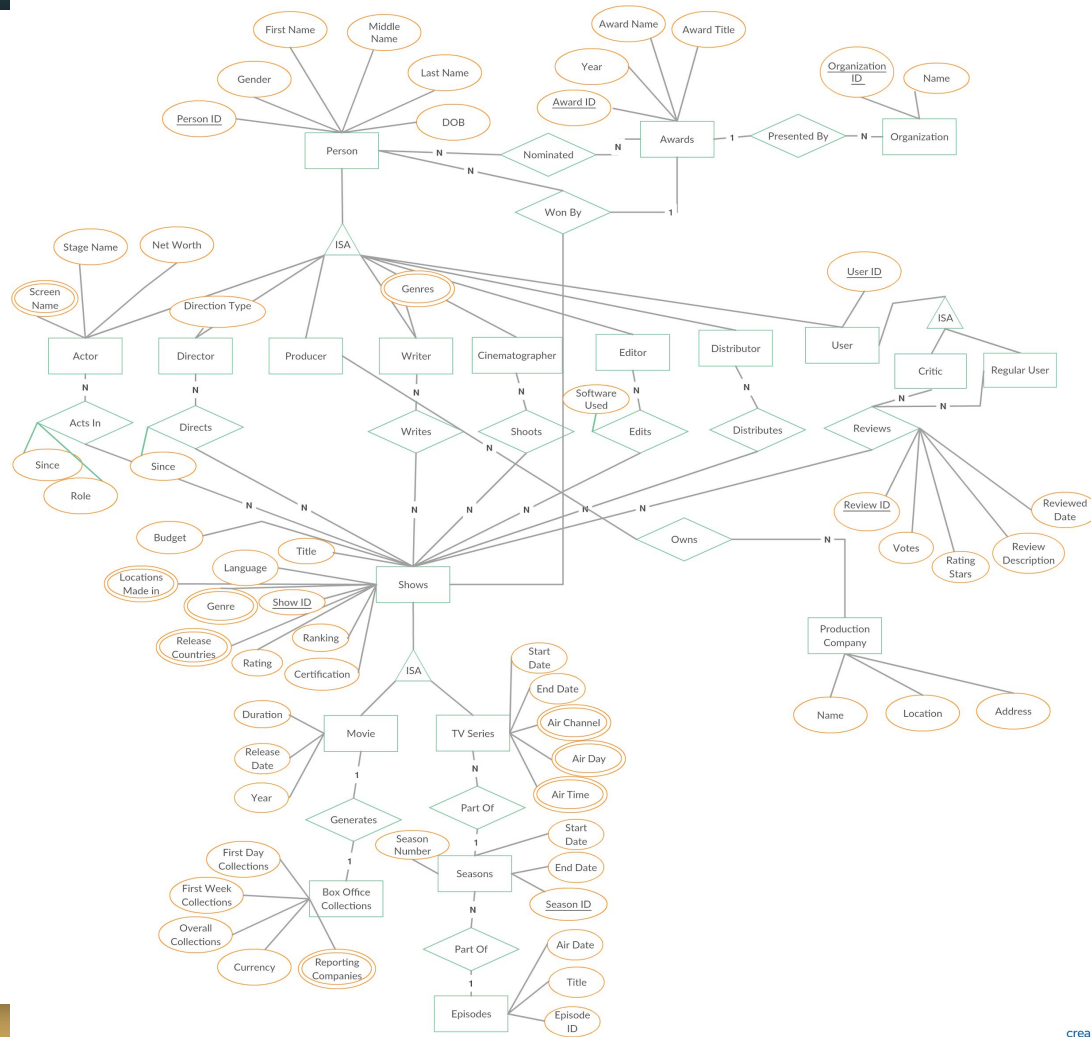 First Name
Middle
Name
Award Name
Award Title
Gender
Last Name
Year
Organization
ID
Name
Person ID
DOB
Award ID
Person
N
Nominated
N
Awards
1
Presented By
N
Organization
N
Won By
1
ISA
Stage Name
Net Worth
Screen
Name
Direction Type
Genres
User ID
ISA
Actor
Director
Producer
Writer
Cinematographer
Editor
Distributor
User
Critic
Regular User
N
N
N
N
Software
Used
N
N
N
N
Acts In
Directs
Writes
Shoots
Edits
Distributes
Reviews
Since
Role
Since
N
N
N
N
N
N
N
N
Review ID
Votes
Rating
Stars
Review
Description
Reviewed
Date
Budget
Title
Owns
N
Language
Locations
Made in
Genre
Show ID
Shows
Release
Countries
Rating
Ranking
Certification
ISA
Production
Company
Name
Location
Address
Start
Date
End Date
Air Channel
Air Day
Air Time
Duration
Release
Date
Year
Movie
TV Series
1
N
Generates
Part Of
1
1
Season
Number
Start
Date
End Date
Season ID
Seasons
First Day
Collections
First Week
Collections
Overall
Collections
Currency
Reporting
Companies
Box Office
Collections
N
Part Of
1
Air Date
Title
Episode
ID
Episodes
crea